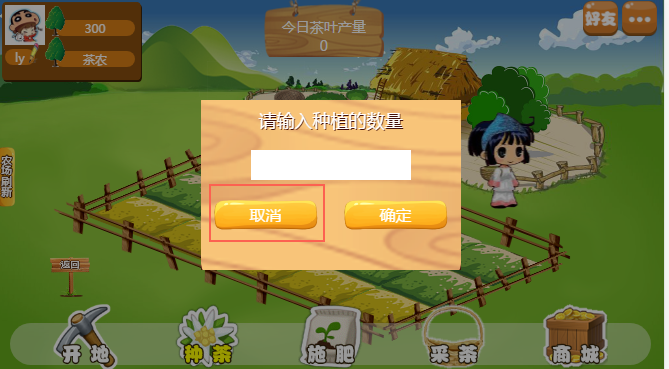 300
ly
茶农
今日茶叶产量
0
好友
农场刷新
请输入种植的数量
取消
确定
返回
开地
种茶
施肥
采茶
商城